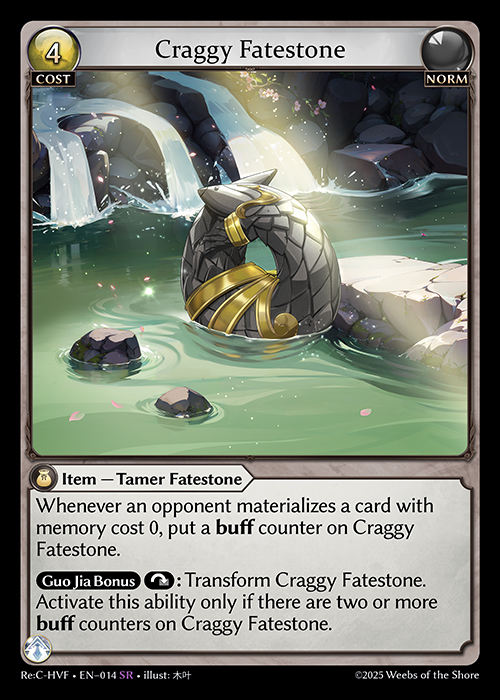 4
Craggy Fatestone
COST
NORM
Item — Tamer Fatestone
Whenever an opponent materializes a card with
memory cost 0, put a buff counter on Craggy
Fatestone.
Guo Jia Bonus : Transform Craggy Fatestone.
Activate this ability only if there are two or more
buff counters on Craggy Fatestone.
Re:C-HVF • EN-014 SR • illust: 木叶
©2025 Weebs of the Shore